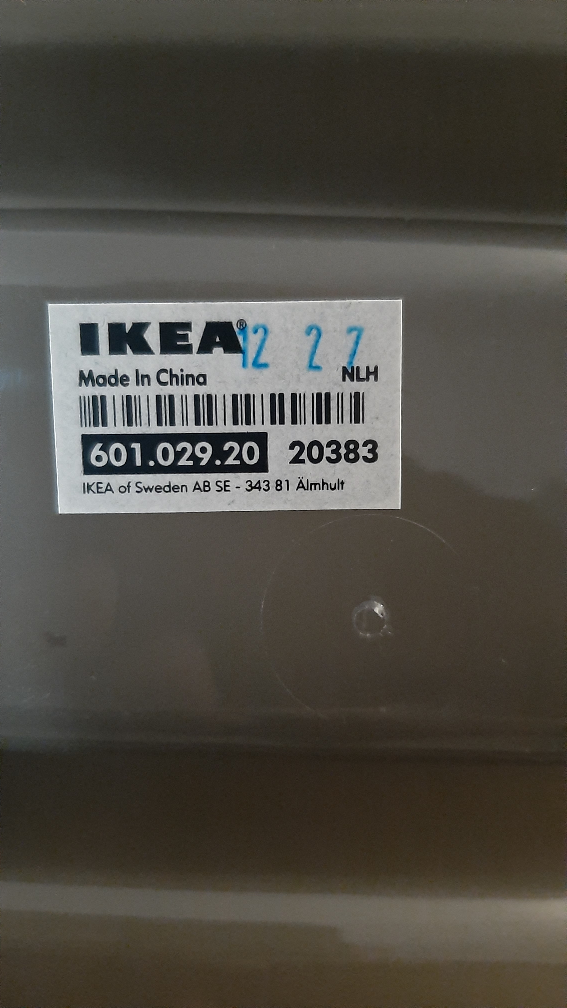 IKEA®
12 2 7
Made In China NLH
601.029.20 20383
IKEA of Sweden AB SE - 343 81 Älmhult